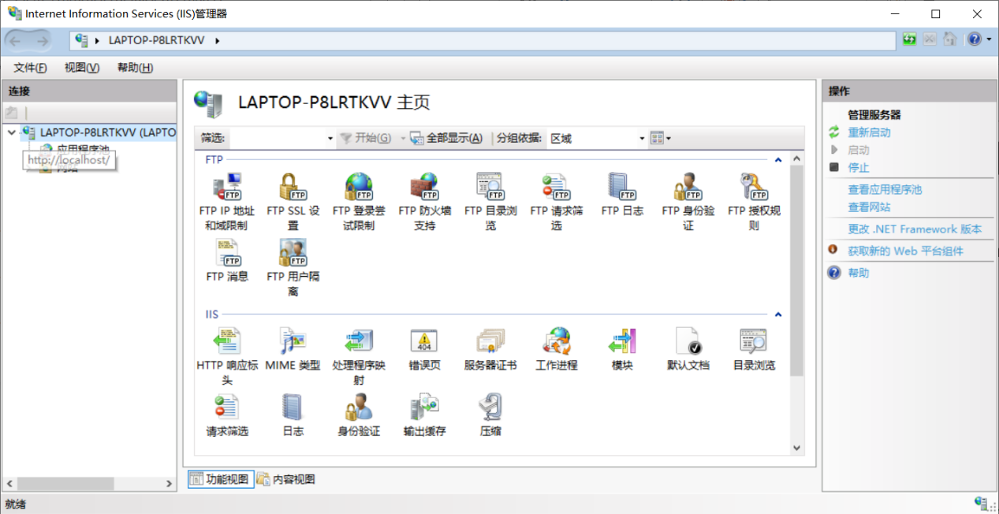 Internet Information Services (IIS)管理器
LAPTOP-P8LRTKVV
文件(F) 视图(V) 帮助(H)
连接
LAPTOP-P8LRTKVV (LAPTO
应用程序池
http://localhost/
网站
LAPTOP-P8LRTKVV 主页
筛选: 开始(G) 全部显示(A) 分组依据: 区域
FTP
FTP IP 地址和域限制
FTP SSL 设置
FTP 登录尝试限制
FTP 防火墙支持
FTP 目录浏览
FTP 请求筛选
FTP 日志
FTP 身份验证
FTP 授权规则
FTP 消息
FTP 用户隔离
IIS
HTTP 响应标头
MIME 类型
处理程序映射
404
错误页
服务器证书
工作进程
模块
默认文档
目录浏览
请求筛选
日志
身份验证
输出缓存
压缩
功能视图 内容视图
操作
管理服务器
重新启动
启动
停止
查看应用程序池
查看网站
更改 .NET Framework 版本
获取新的 Web 平台组件
帮助
就绪